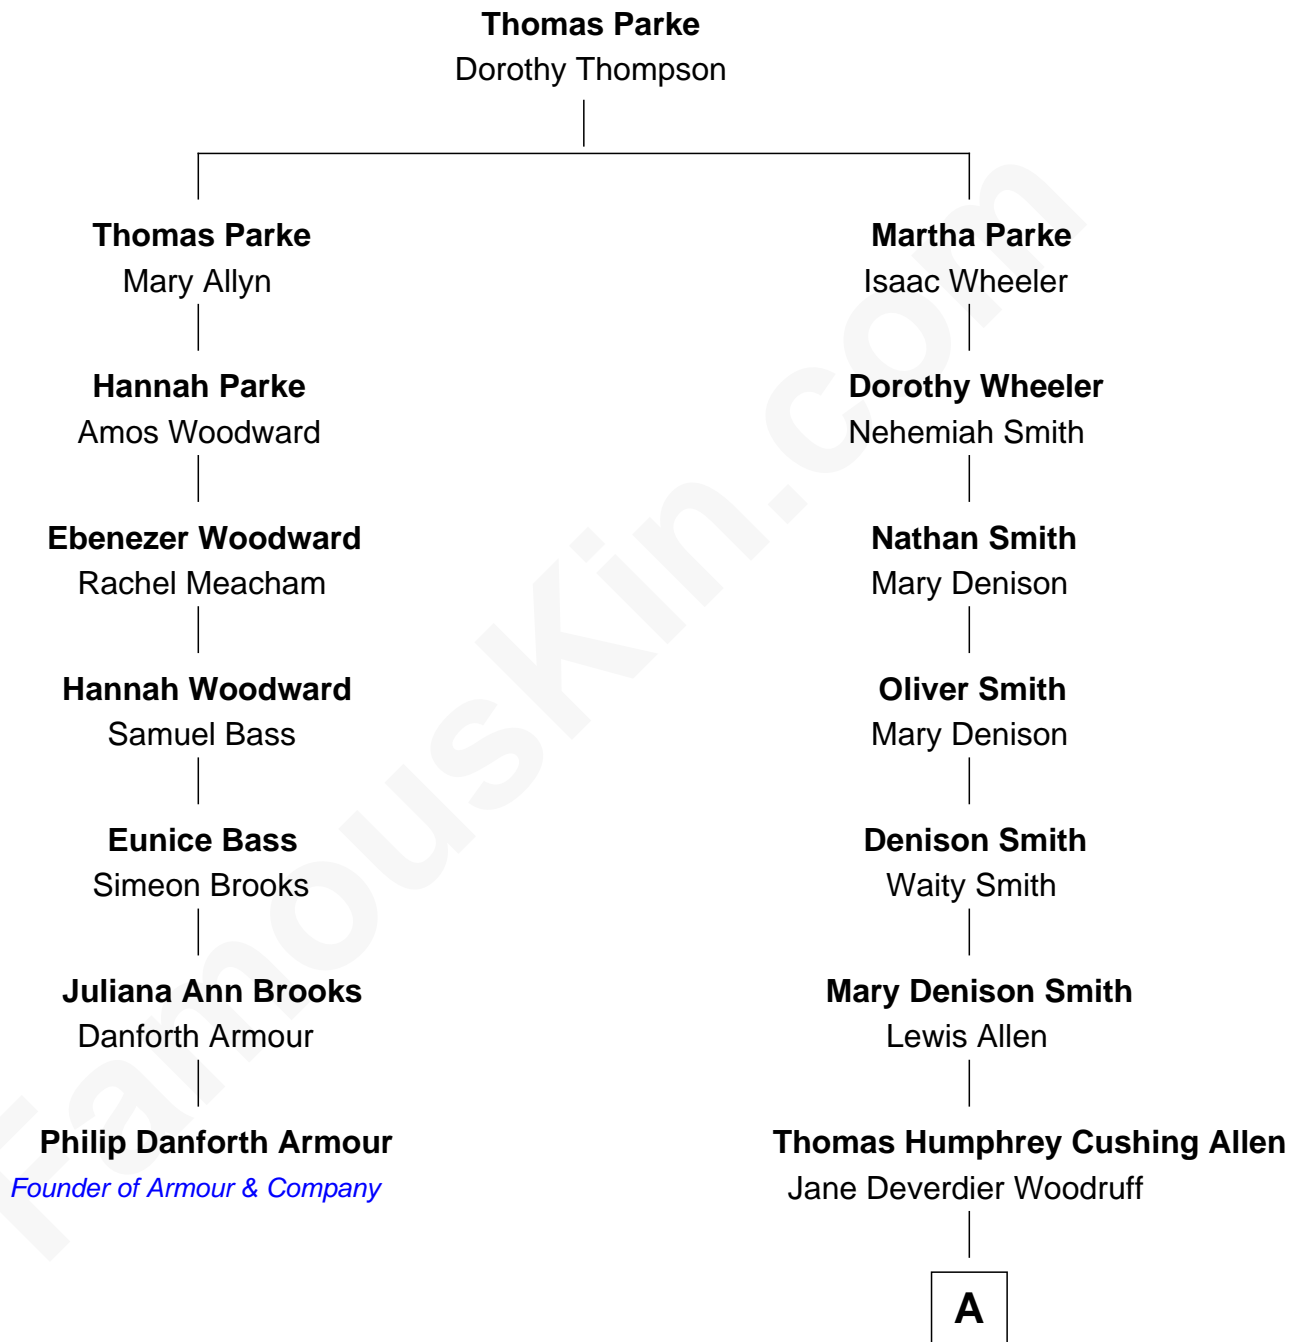 Thomas Parke
Dorothy Thompson
Thomas Parke
Mary Allyn
Martha Parke
Isaac Wheeler
Hannah Parke
Amos Woodward
Dorothy Wheeler
Nehemiah Smith
Ebenezer Woodward
Rachel Meacham
Nathan Smith
Mary Denison
Hannah Woodward
Samuel Bass
Oliver Smith
Mary Denison
Eunice Bass
Simeon Brooks
Denison Smith
Waity Smith
Juliana Ann Brooks
Danforth Armour
Mary Denison Smith
Lewis Allen
Philip Danforth Armour
Founder of Armour & Company
Thomas Humphrey Cushing Allen
Jane Deverdier Woodruff
A
FamousKin.com